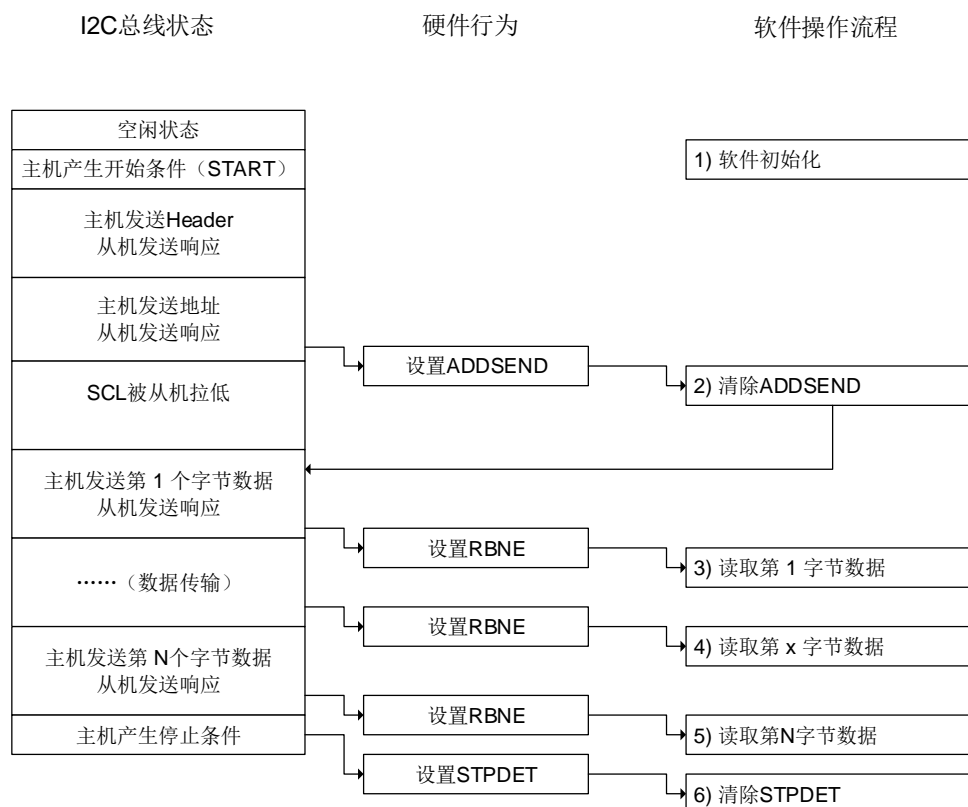 I2C总线状态
硬件行为
软件操作流程
空闲状态
主机产生开始条件（START）
1) 软件初始化
主机发送Header
从机发送响应
主机发送地址
从机发送响应
设置ADDSEND
SCL被从机拉低
2) 清除ADDSEND
主机发送第 1 个字节数据
从机发送响应
设置RBNE
3) 读取第 1 字节数据
……（数据传输）
设置RBNE
4) 读取第 x 字节数据
主机发送第 N个字节数据
从机发送响应
设置RBNE
5) 读取第N字节数据
主机产生停止条件
设置STPDET
6) 清除STPDET